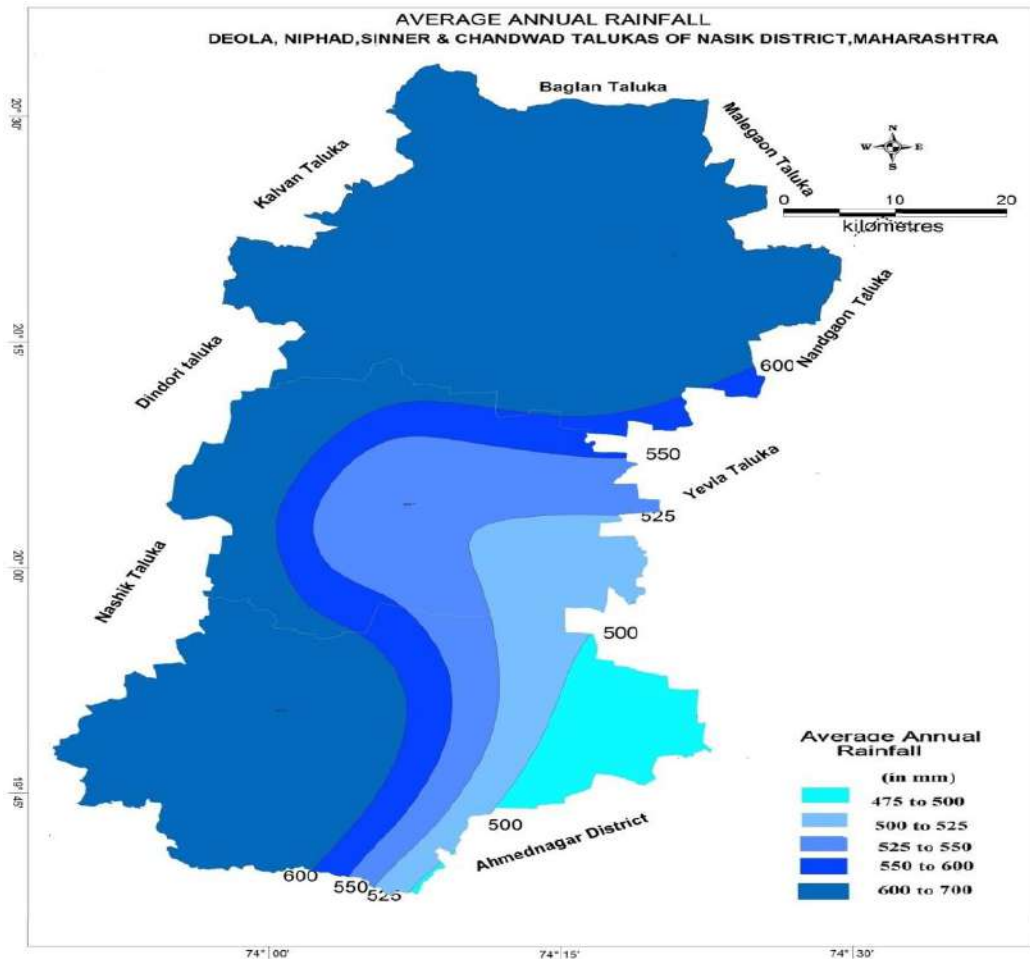 AVERAGE ANNUAL RAINFALL
DEOLA, NIPHAD,SINNER & CHANDWAD TALUKAS OF NASIK DISTRICT,MAHARASHTRA
Baglan Taluka
Malegaon Taluka
Kalvan Taluka
N
W E
S
0 10 20
kilometres
20° 30'
Nandgaon Taluka
Dindori taluka
20° 15'
600
550
Yevla Taluka
525
Nashik Taluka
20° 00'
500
19° 45'
500
Ahmednagar District
600
550
525
Average Annual
Rainfall
(in mm)
475 to 500
500 to 525
525 to 550
550 to 600
600 to 700
74° 00'
74° 15'
74° 30'